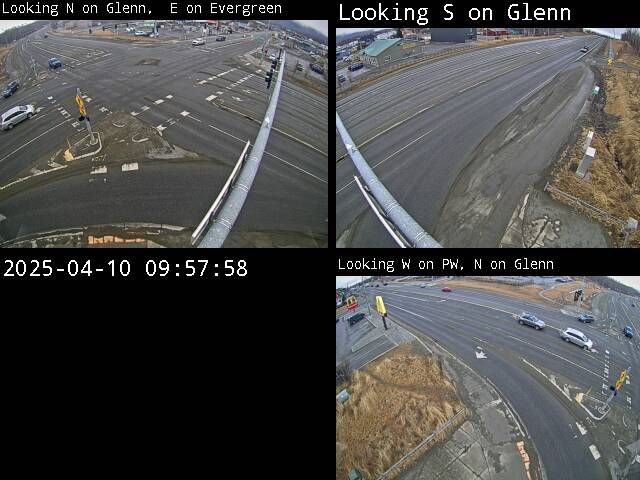 Looking N on Glenn,  E on Evergreen
Looking S on Glenn
2025-04-10 09:57:58
Looking W on PW, N on Glenn